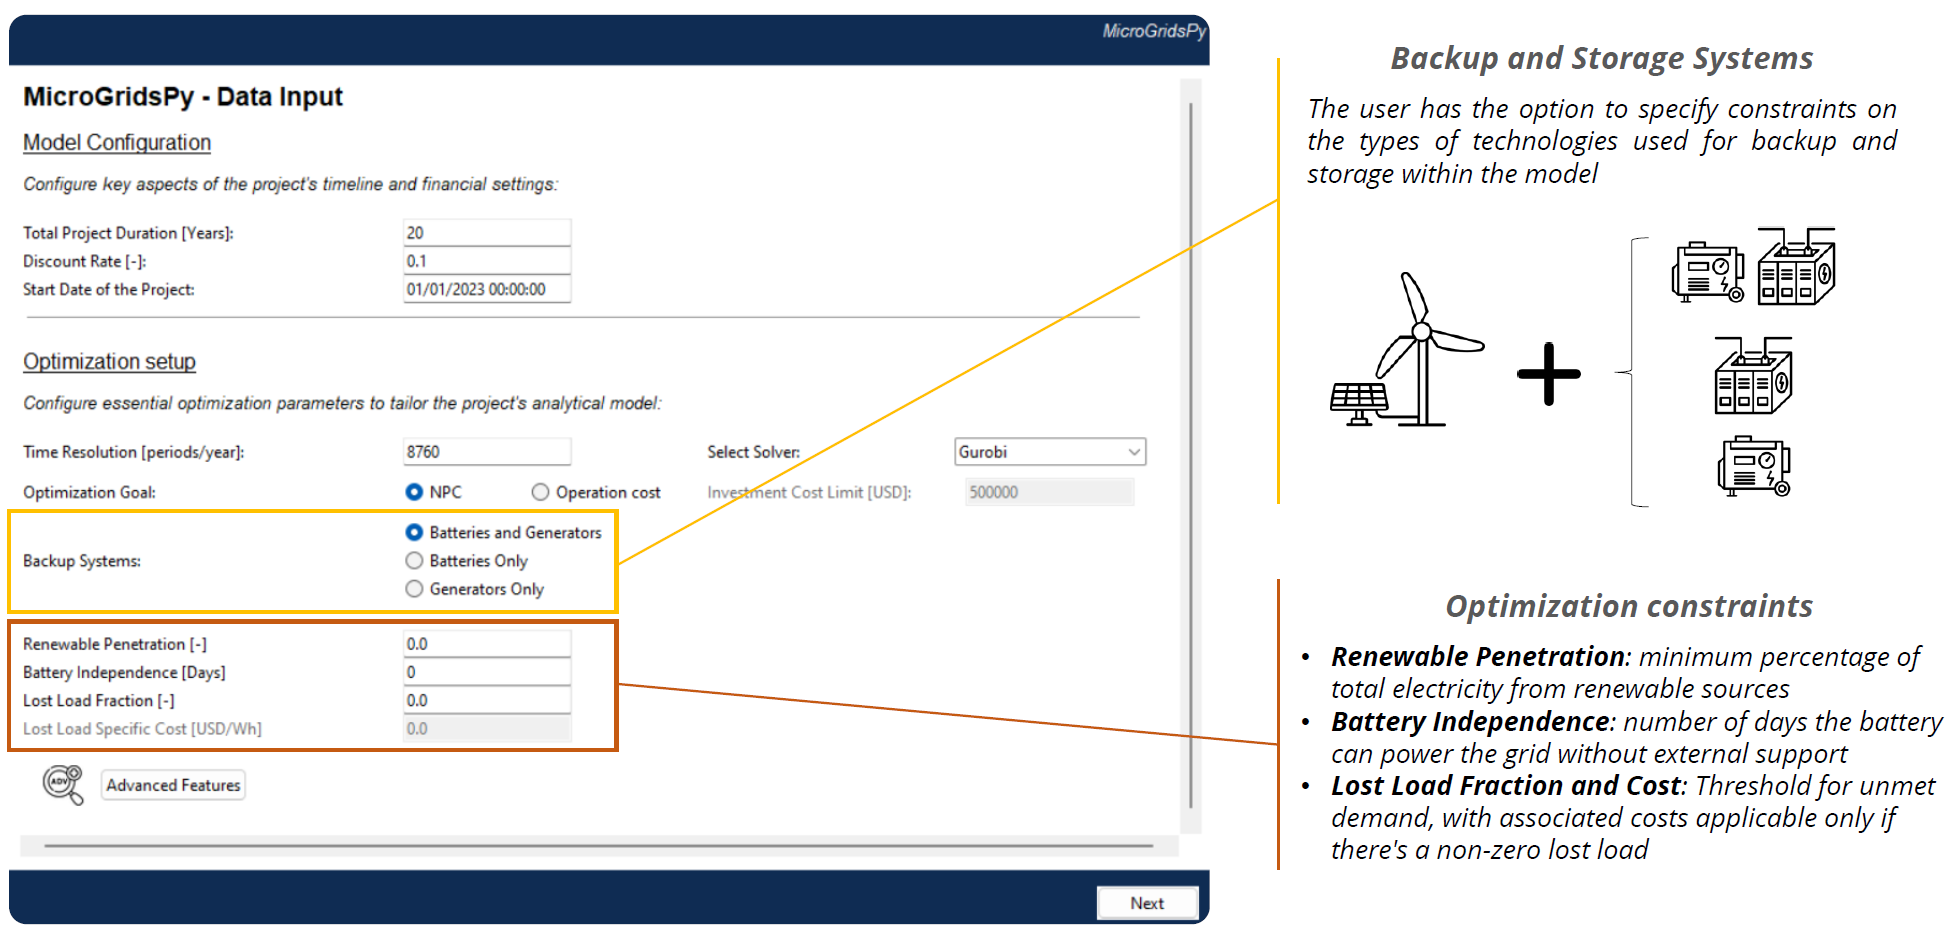 MicroGridsPy
MicroGridsPy - Data Input
Model Configuration
Configure key aspects of the project's timeline and financial settings:
Total Project Duration [Years]: 20
Discount Rate [-]: 0.1
Start Date of the Project: 01/01/2023 00:00:00
Optimization setup
Configure essential optimization parameters to tailor the project's analytical model:
Time Resolution [periods/year]: 8760 Select Solver: Gurobi
Optimization Goal: NPC Operation cost Investment Cost Limit [USD]: 500000
Backup Systems:
Batteries and Generators
Batteries Only
Generators Only
Renewable Penetration [-] 0.0
Battery Independence [Days] 0
Lost Load Fraction [-] 0.0
Lost Load Specific Cost [USD/Wh] 0.0
ADV
Advanced Features
Next
Backup and Storage Systems
The user has the option to specify constraints on
the types of technologies used for backup and
storage within the model
Optimization constraints
• Renewable Penetration: minimum percentage of
total electricity from renewable sources
• Battery Independence: number of days the battery
can power the grid without external support
• Lost Load Fraction and Cost: Threshold for unmet
demand, with associated costs applicable only if
there's a non-zero lost load